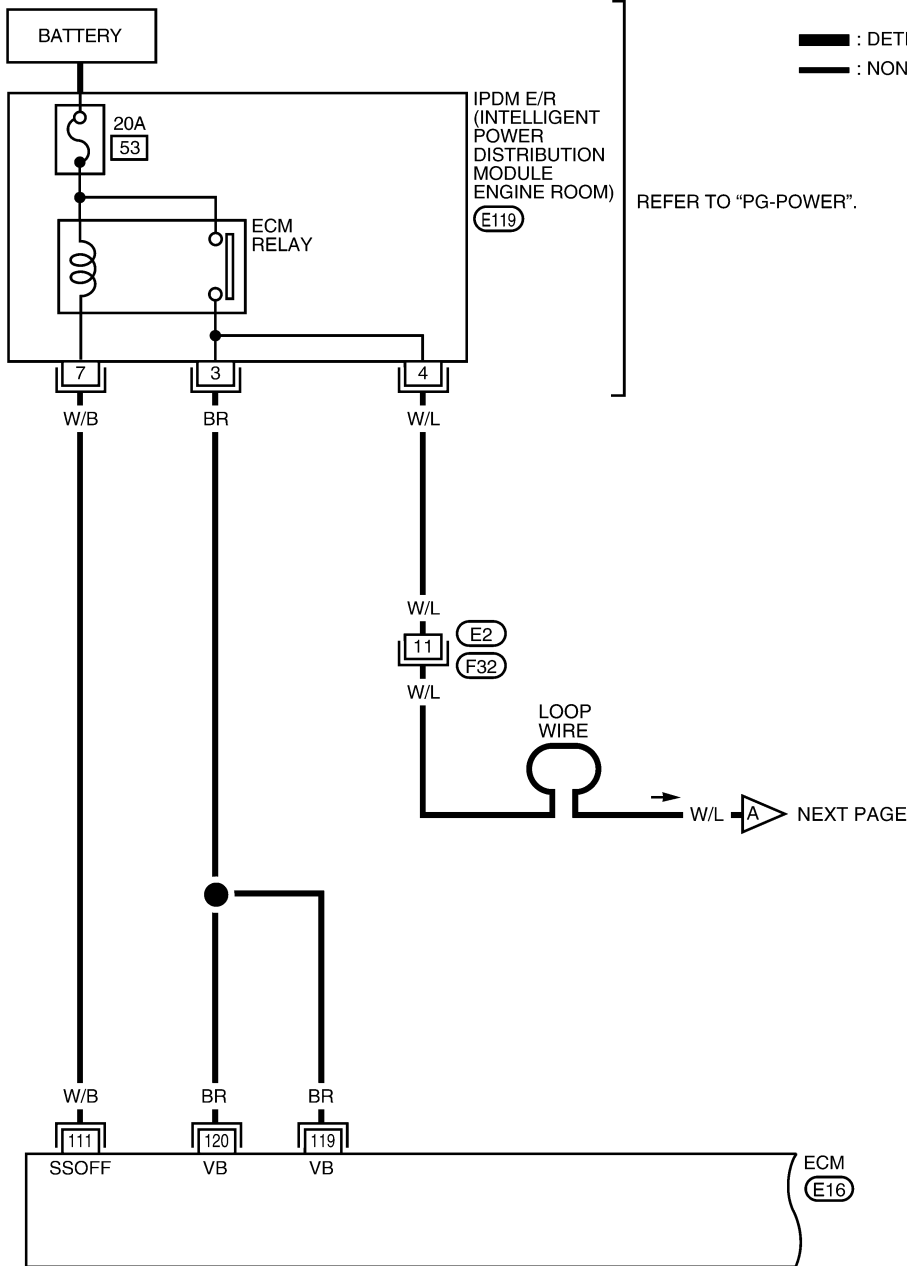 BATTERY
: DETE
: NON
20A
53
IPDM E/R
(INTELLIGENT
POWER
DISTRIBUTION
MODULE
ENGINE ROOM)
E119
REFER TO “PG-POWER”.
ECM
RELAY
7
3
4
W/B
BR
W/L
W/L
11
E2
F32
W/L
LOOP
WIRE
W/L
A
NEXT PAGE
W/B
BR
BR
111
120
119
SSOFF
VB
VB
ECM
E16